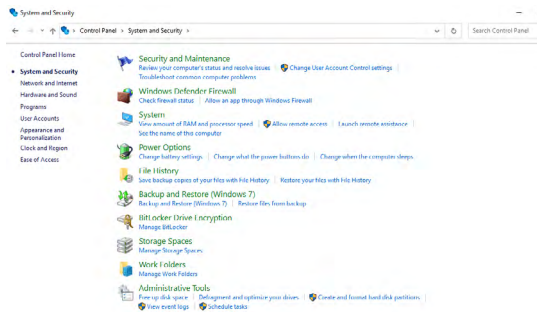 System and Security
Control Panel > System and Security >
Search Control Panel
Control Panel Home
System and Security
Network and Internet
Hardware and Sound
Programs
User Accounts
Appearance and
Personalization
Clock and Region
Ease of Access
Security and Maintenance
Review your computer's status and resolve issues | Change User Account Control settings |
Troubleshoot common computer problems
Windows Defender Firewall
Check firewall status | Allow an app through Windows Firewall
System
View amount of RAM and processor speed | Allow remote access | Launch remote assistance |
See the name of this computer
Power Options
Change battery settings | Change what the power buttons do | Change when the computer sleeps
File History
Save backup copies of your files with File History | Restore your files with File History
Backup and Restore (Windows 7)
Backup and Restore (Windows 7) | Restore files from backup
BitLocker Drive Encryption
Manage BitLocker
Storage Spaces
Manage Storage Spaces
Work Folders
Manage Work Folders
Administrative Tools
Free up disk space | Defragment and optimize your drives | Create and format hard disk partitions |
View event logs | Schedule tasks